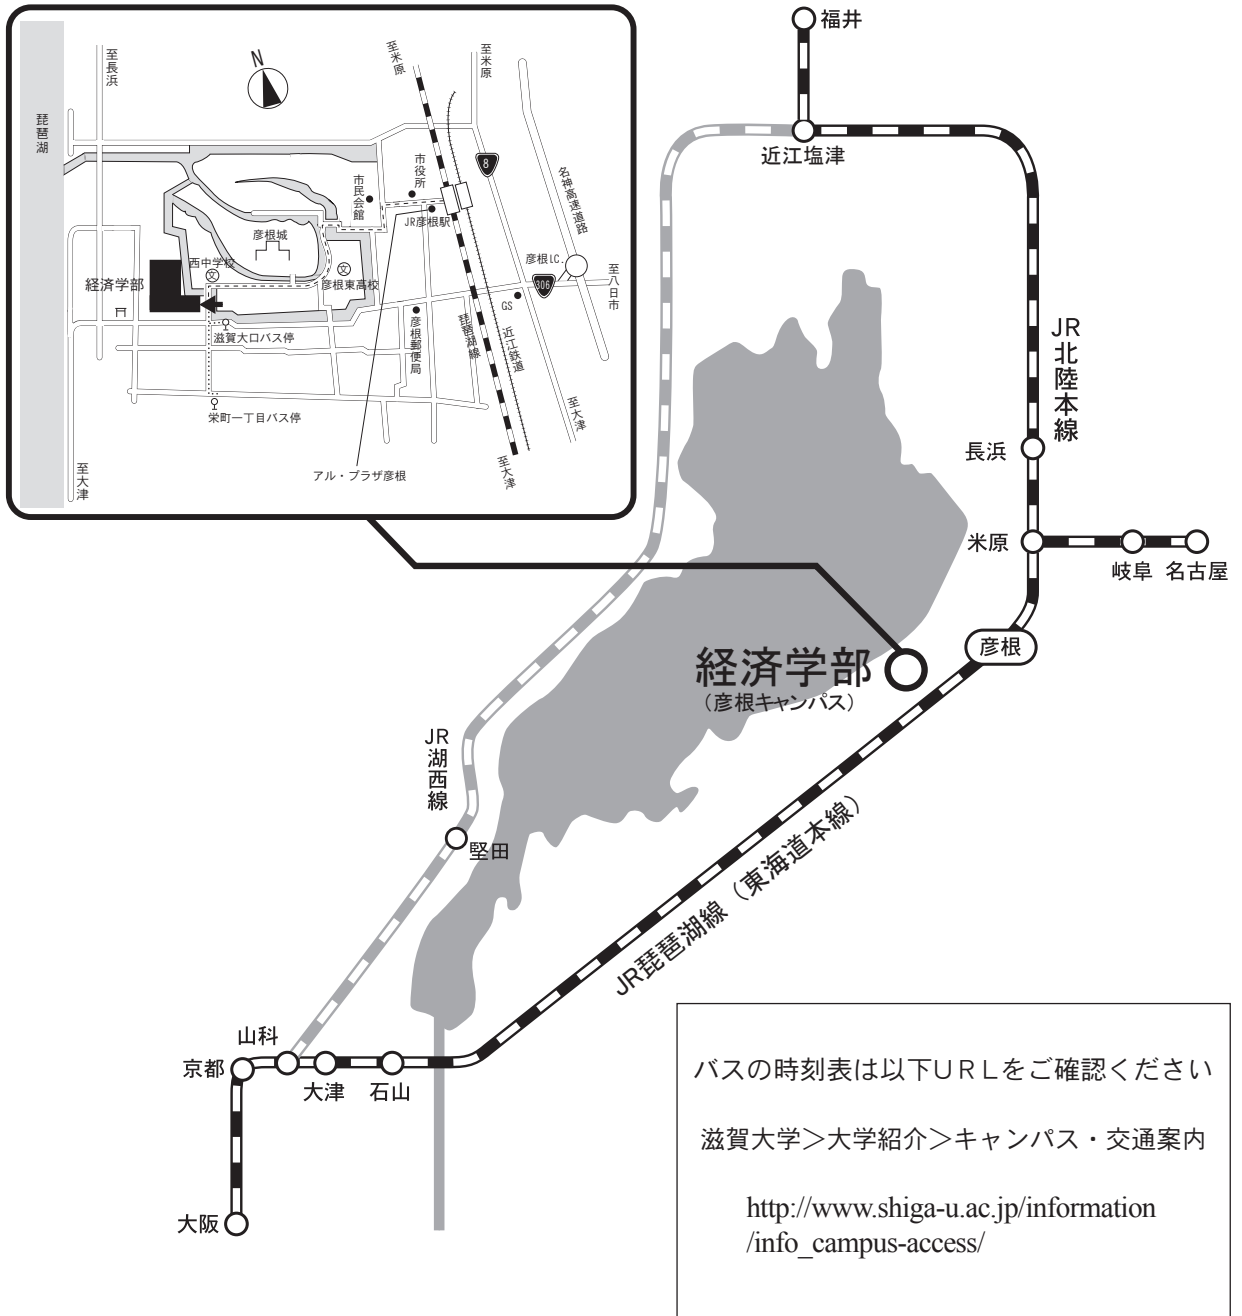 至長浜
N
至米原
至米原
琵琶湖
8
市役所
市民会館
名神高速道路
JR彦根駅
彦根城
西中学校
文
文
彦根東高校
彦根I.C.
306
至八日市
経済学部
GS
滋賀大口バス停
彦根郵便局
琵琶湖線
近江鉄道
栄町一丁目バス停
至大津
至大津
至大津
アル・プラザ彦根
福井
近江塩津
JR北陸本線
長浜
米原
岐阜
名古屋
彦根
経済学部
（彦根キャンパス）
JR湖西線
堅田
JR琵琶湖線（東海道本線）
山科
京都
大津
石山
大阪
バスの時刻表は以下ＵＲＬをご確認ください
滋賀大学＞大学紹介＞キャンパス・交通案内
http://www.shiga-u.ac.jp/information
/info_campus-access/